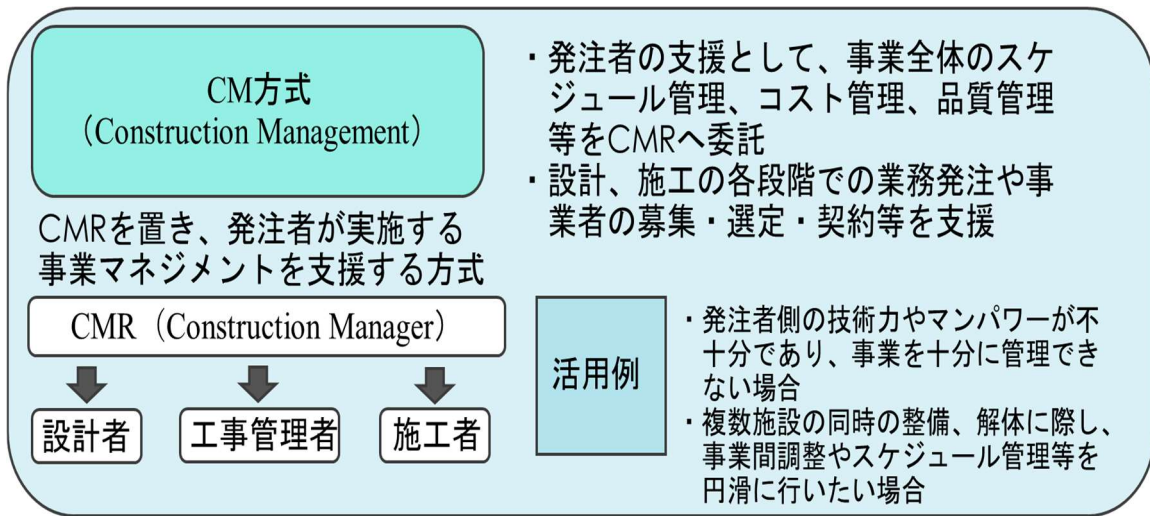 CM方式
（Construction Management）
CMRを置き、発注者が実施する
事業マネジメントを支援する方式
CMR（Construction Manager）
設計者
工事管理者
施工者
・発注者の支援として、事業全体のスケ
ジュール管理、コスト管理、品質管理
等をCMRへ委託
・設計、施工の各段階での業務発注や事
業者の募集・選定・契約等を支援
活用例
・発注者側の技術力やマンパワーが不
十分であり、事業を十分に管理でき
ない場合
・複数施設の同時の整備、解体に際し、
事業間調整やスケジュール管理等を
円滑に行いたい場合